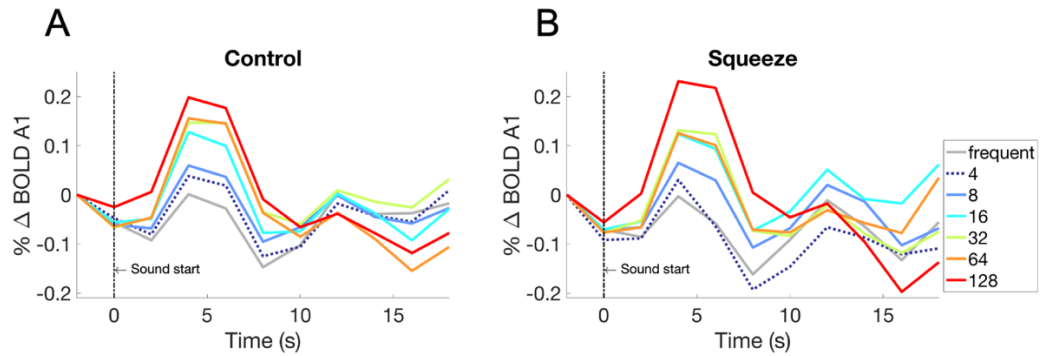 A
Control
% Δ BOLD A1
0.2
0.1
0
-0.1
-0.2
← Sound start
0
5
10
15
Time (s)
B
Squeeze
% Δ BOLD A1
0.2
0.1
0
-0.1
-0.2
← Sound start
0
5
10
15
Time (s)
frequent
4
8
16
32
64
128